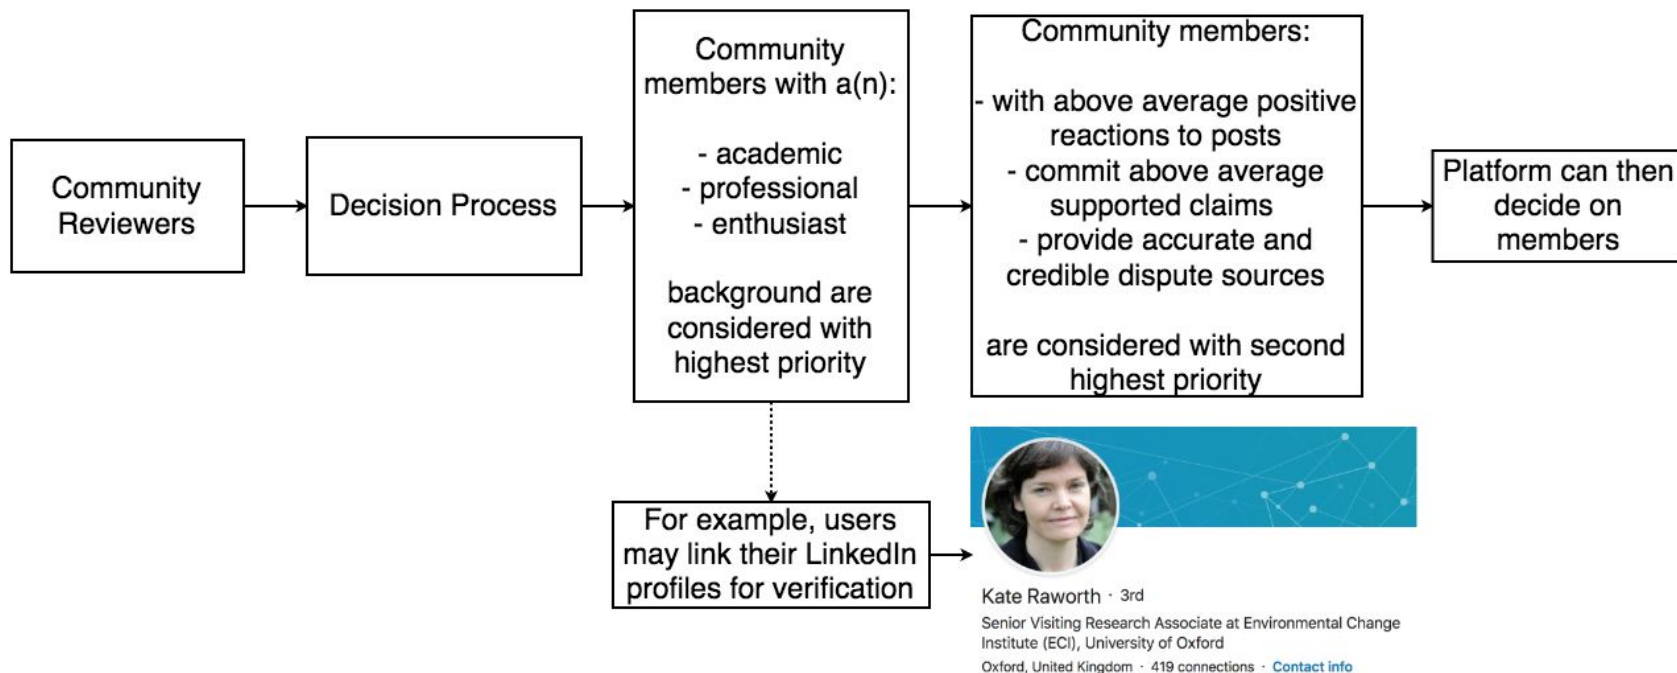 Community
Reviewers
Decision Process
Community
members with a(n):
- academic
- professional
- enthusiast
background are
considered with
highest priority
Community members:
- with above average positive
reactions to posts
- commit above average
supported claims
- provide accurate and
credible dispute sources
are considered with second
highest priority
Platform can then
decide on
members
For example, users
may link their LinkedIn
profiles for verification
Kate Raworth · 3rd
Senior Visiting Research Associate at Environmental Change
Institute (ECI), University of Oxford
Oxford, United Kingdom · 419 connections · Contact info